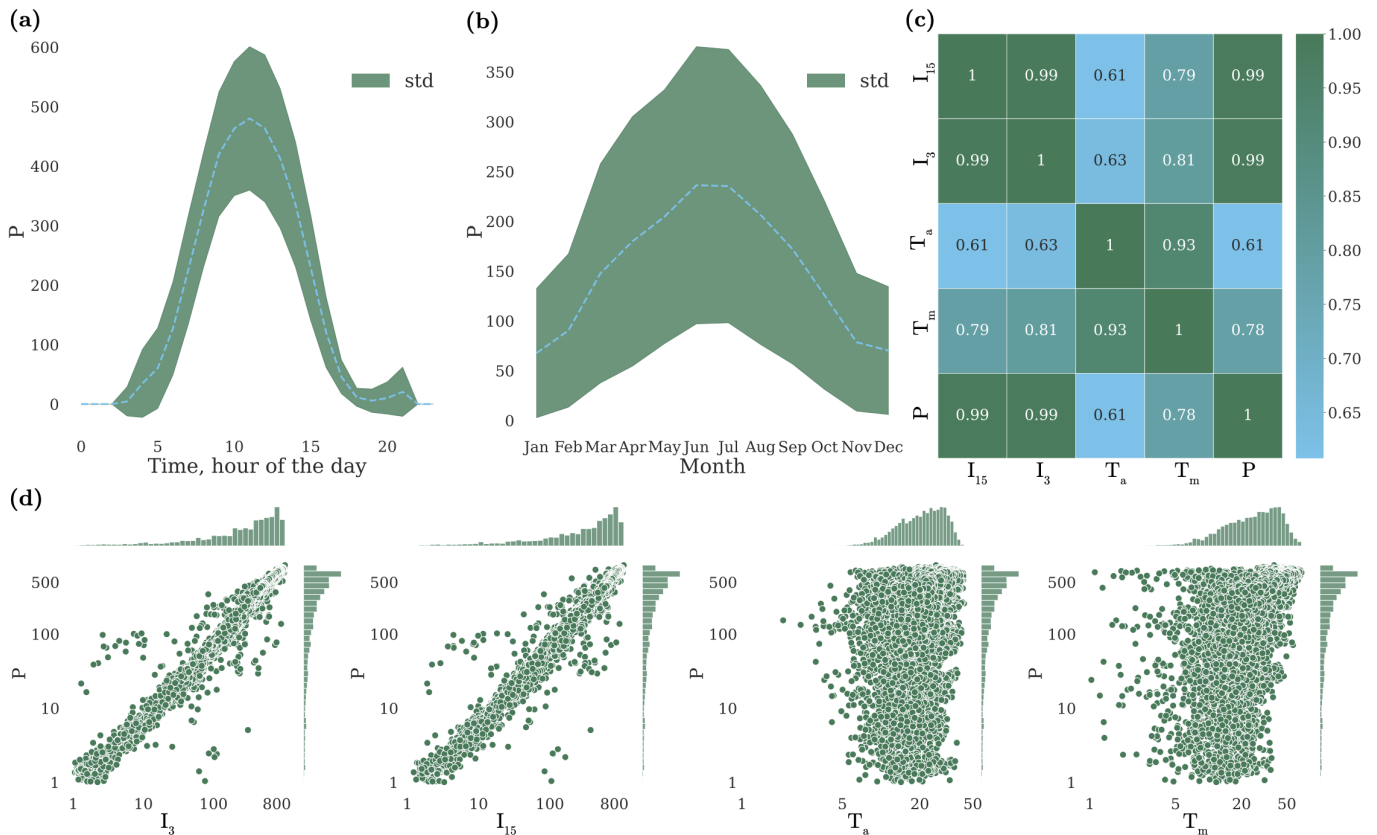 (a)
600
500
400
300
200
100
0
P
std
0 5 10 15 20
Time, hour of the day
(b)
350
300
250
200
150
100
50
0
P
std
Jan Feb Mar Apr May Jun Jul Aug Sep Oct Nov Dec
Month
(c)
I15 1 0.99 0.61 0.79 0.99
I3 0.99 1 0.63 0.81 0.99
Ta 0.61 0.63 1 0.93 0.61
Tm 0.79 0.81 0.93 1 0.78
P 0.99 0.99 0.61 0.78 1
I15 I3 Ta Tm P
1.00
0.95
0.90
0.85
0.80
0.75
0.70
0.65
(d)
500
100
10
1
P
1 10 100 800
I3
500
100
10
1
P
1 10 100 800
I15
500
100
10
1
P
1 5 20 50
Ta
500
100
10
1
P
1 5 20 50
Tm